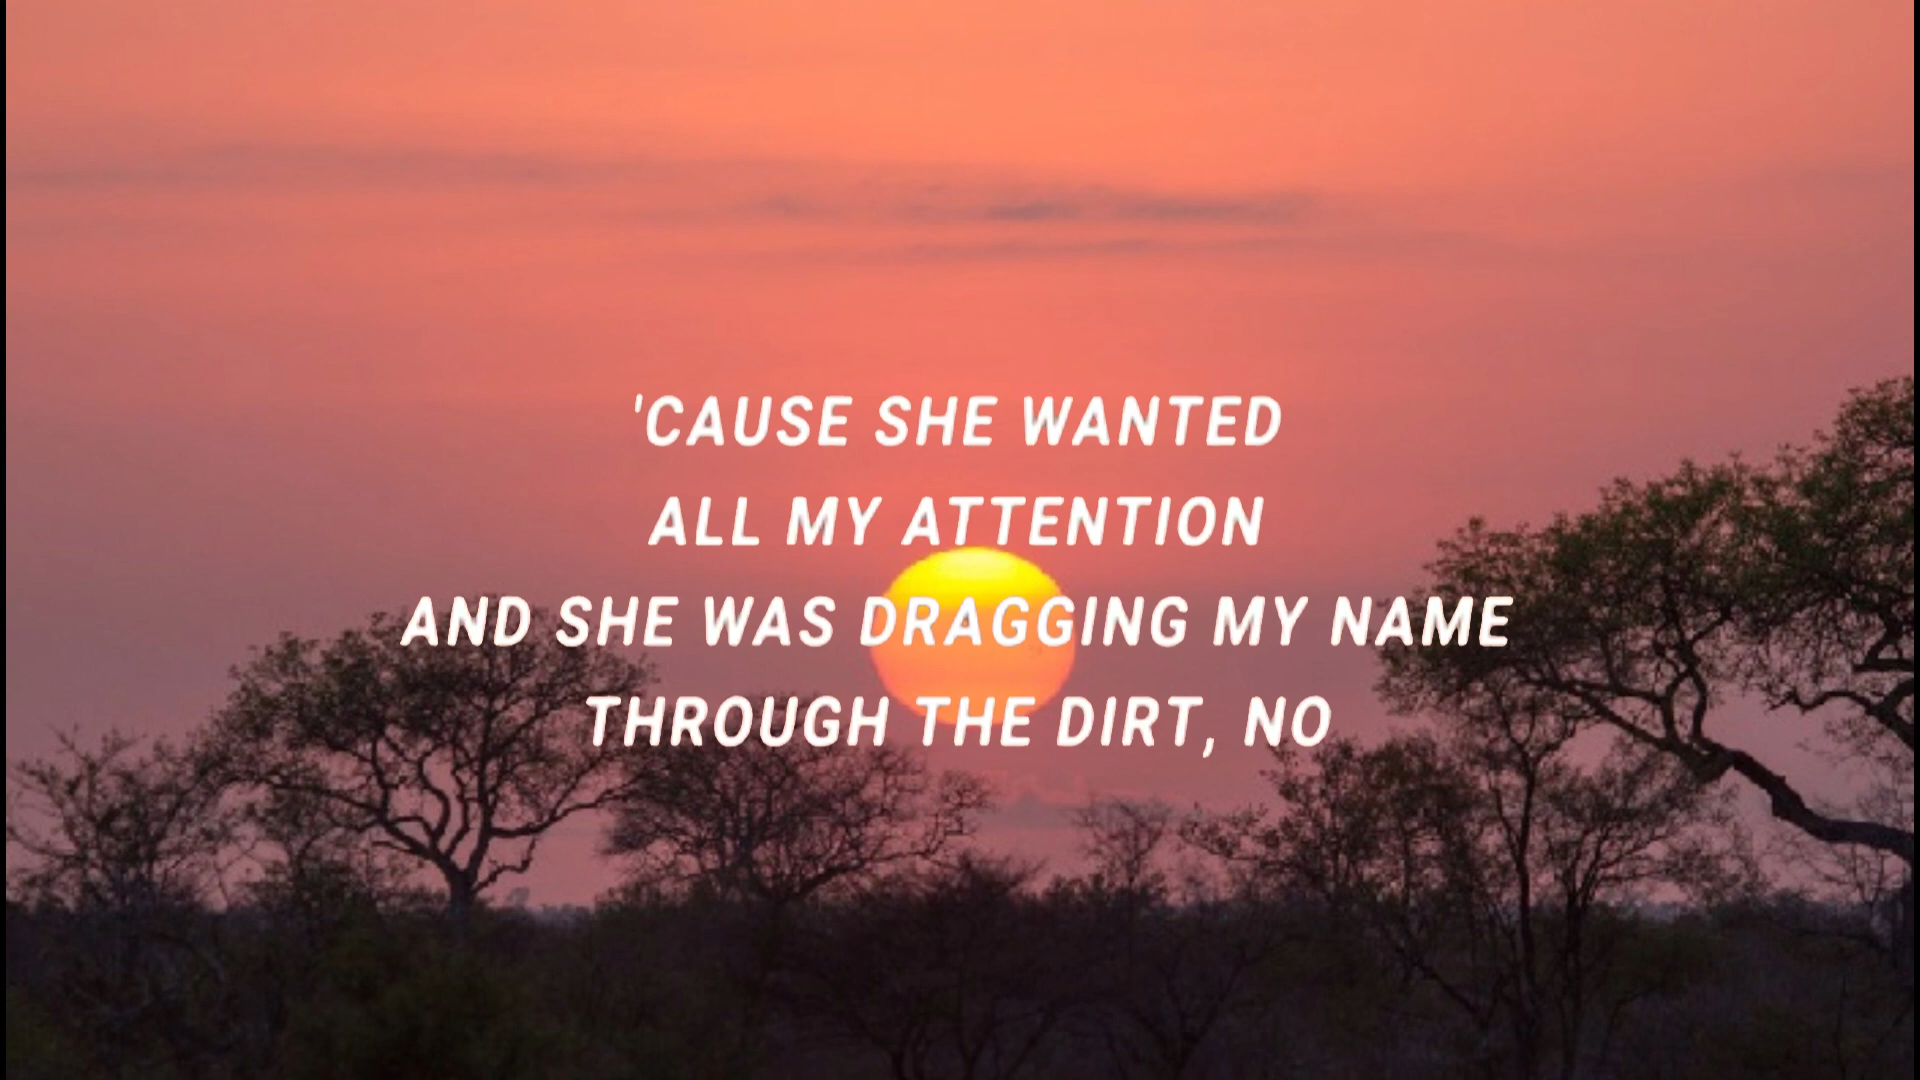 'CAUSE SHE WANTED
ALL MY ATTENTION
AND SHE WAS DRAGGING MY NAME
THROUGH THE DIRT, NO